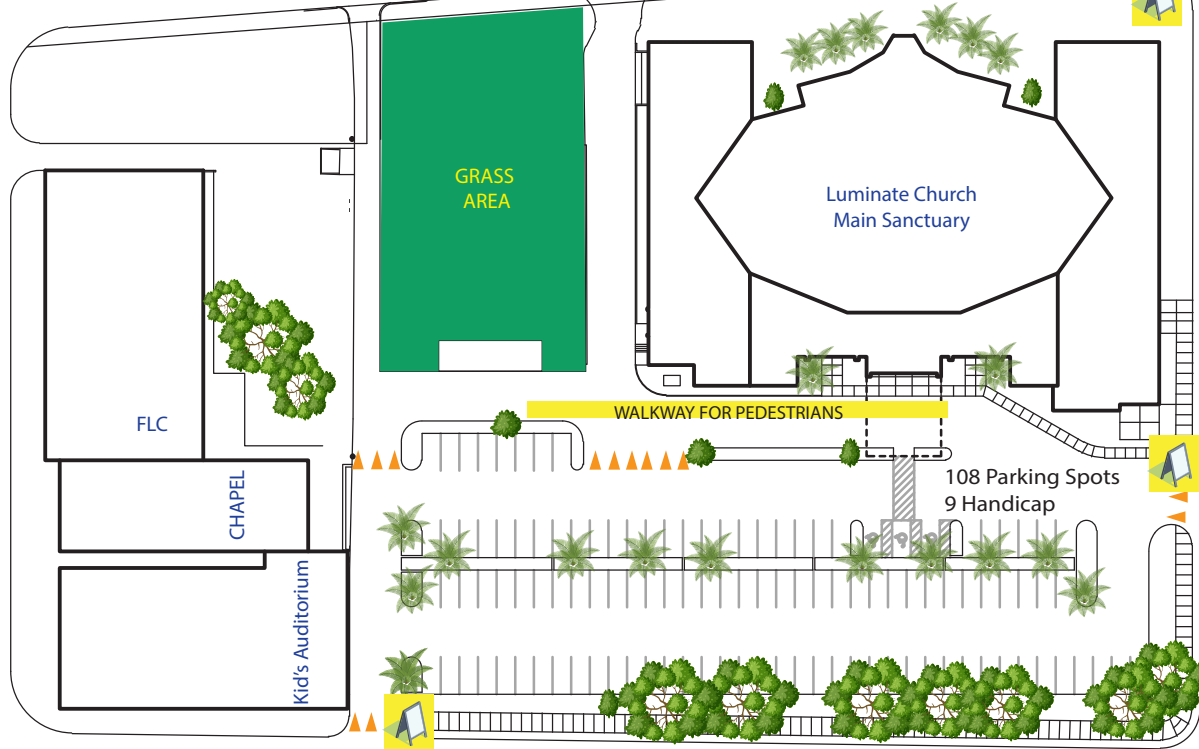 GRASS
AREA
Luminate Church
Main Sanctuary
WALKWAY FOR PEDESTRIANS
FLC
108 Parking Spots
9 Handicap
CHAPEL
Kid's Auditorium